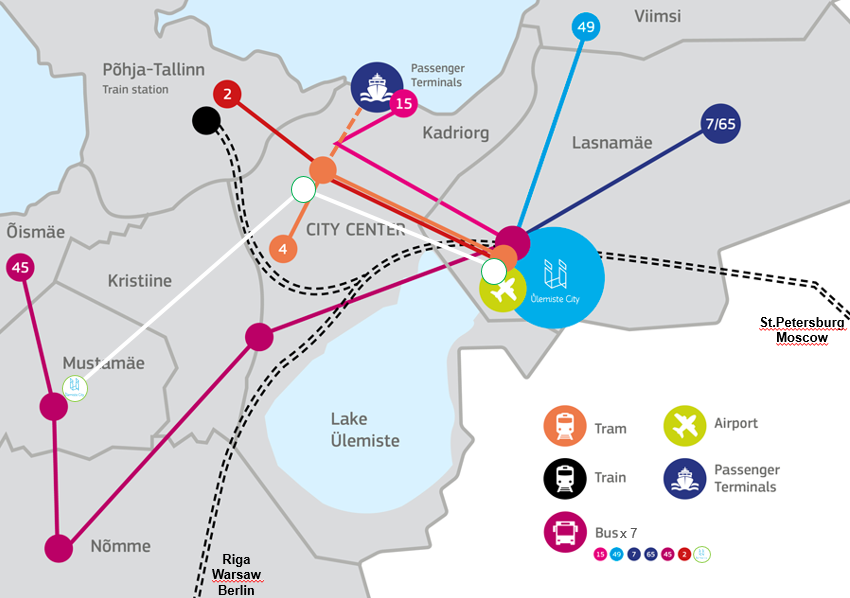 Viimsi
49
Põhja-Tallinn
Train station
2
Passenger
Terminals
15
Kadriorg
7/65
Lasnamäe
Õismäe
45
4
CITY CENTER
Kristiine
Ülemiste City
St.Petersburg
Moscow
Mustamäe
Lake
Ülemiste
Nõmme
Riga
Warsaw
Berlin
Tram
Airport
Train
Passenger
Terminals
Bus x 7
15 49 7 65 45 2